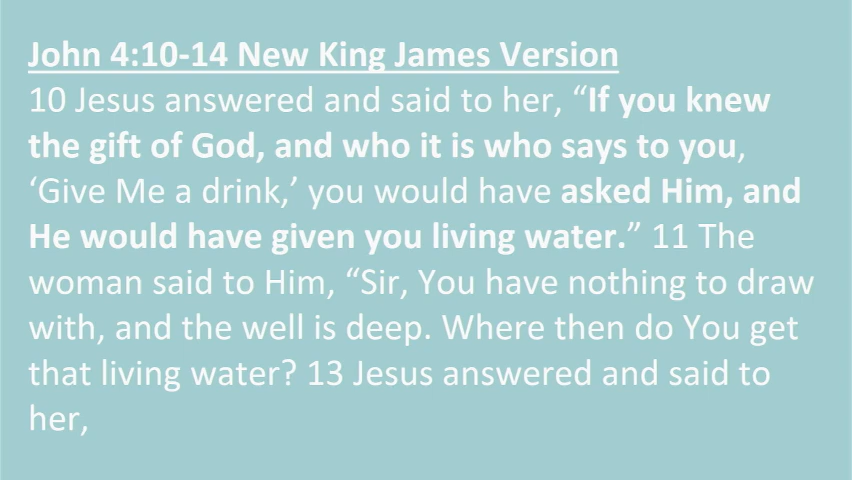 John 4:10-14 New King James Version
10 Jesus answered and said to her, “If you knew
the gift of God, and who it is who says to you,
‘Give Me a drink,’ you would have asked Him, and
He would have given you living water.” 11 The
woman said to Him, “Sir, You have nothing to draw
with, and the well is deep. Where then do You get
that living water? 13 Jesus answered and said to
her,